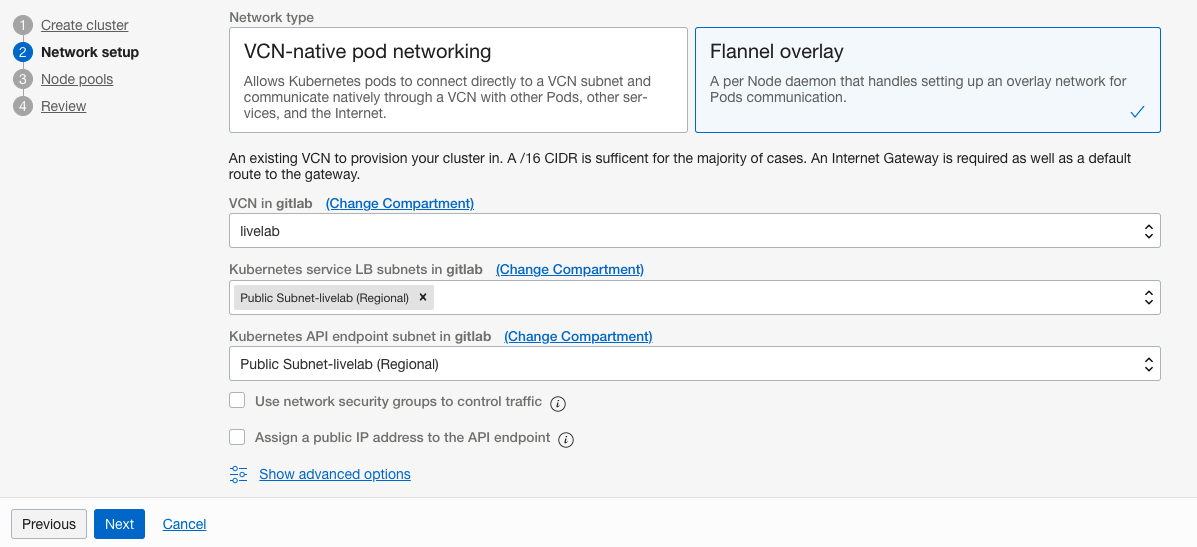 1 Create cluster
2 Network setup
3 Node pools
4 Review
Network type
VCN-native pod networking
Allows Kubernetes pods to connect directly to a VCN subnet and
communicate natively through a VCN with other Pods, other ser-
vices, and the Internet.
Flannel overlay
A per Node daemon that handles setting up an overlay network for
Pods communication.
An existing VCN to provision your cluster in. A /16 CIDR is sufficent for the majority of cases. An Internet Gateway is required as well as a default
route to the gateway.
VCN in gitlab (Change Compartment)
livelab
Kubernetes service LB subnets in gitlab (Change Compartment)
Public Subnet-livelab (Regional) ×
Kubernetes API endpoint subnet in gitlab (Change Compartment)
Public Subnet-livelab (Regional)
Use network security groups to control traffic i
Assign a public IP address to the API endpoint i
Show advanced options
Previous Next Cancel